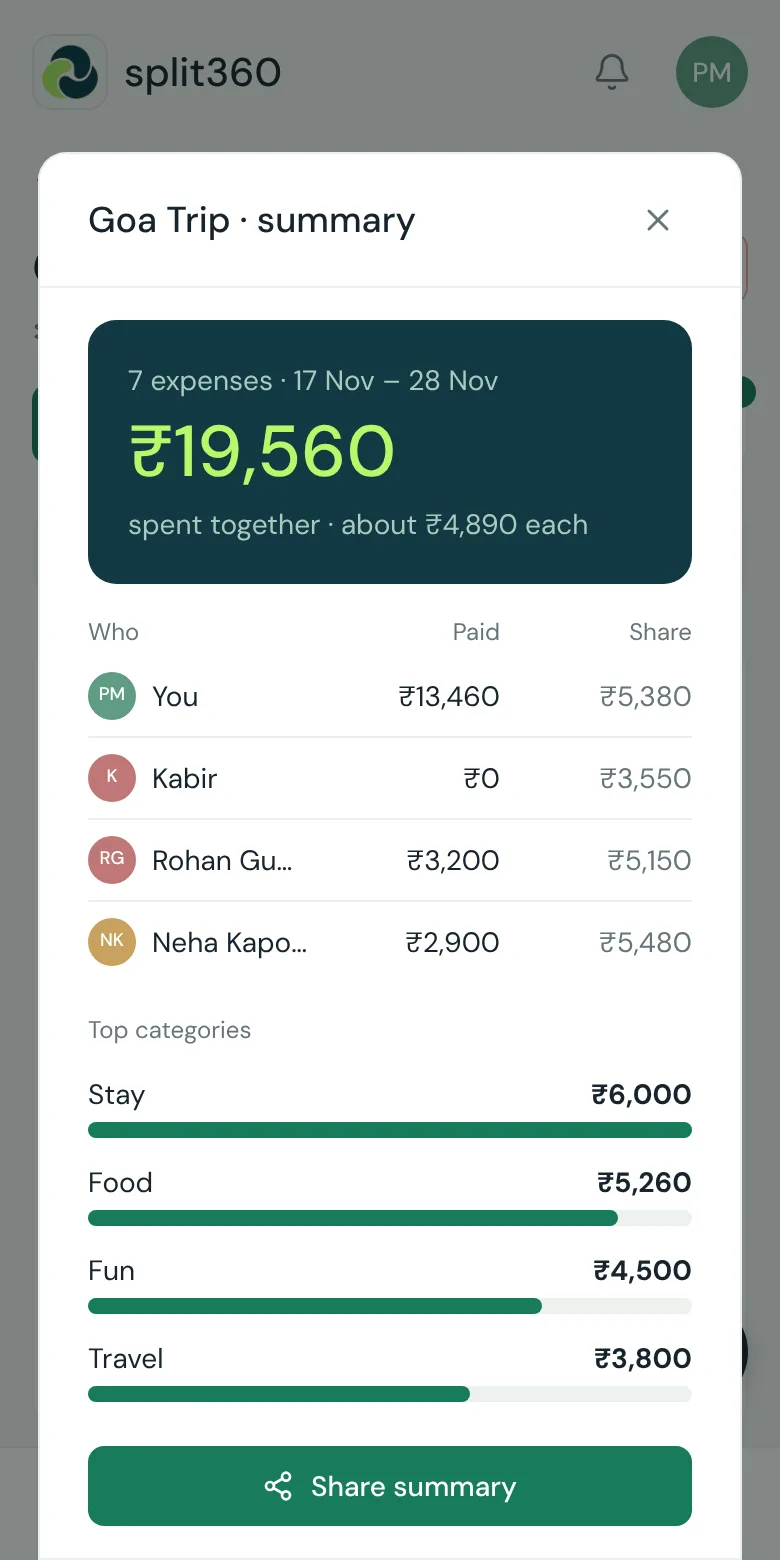 split360
PM
Goa Trip · summary
7 expenses · 17 Nov – 28 Nov
₹19,560
spent together · about ₹4,890 each
Who Paid Share
PM You ₹13,460 ₹5,380
K Kabir ₹0 ₹3,550
RG Rohan Gu... ₹3,200 ₹5,150
NK Neha Kapo... ₹2,900 ₹5,480
Top categories
Stay ₹6,000
Food ₹5,260
Fun ₹4,500
Travel ₹3,800
Share summary